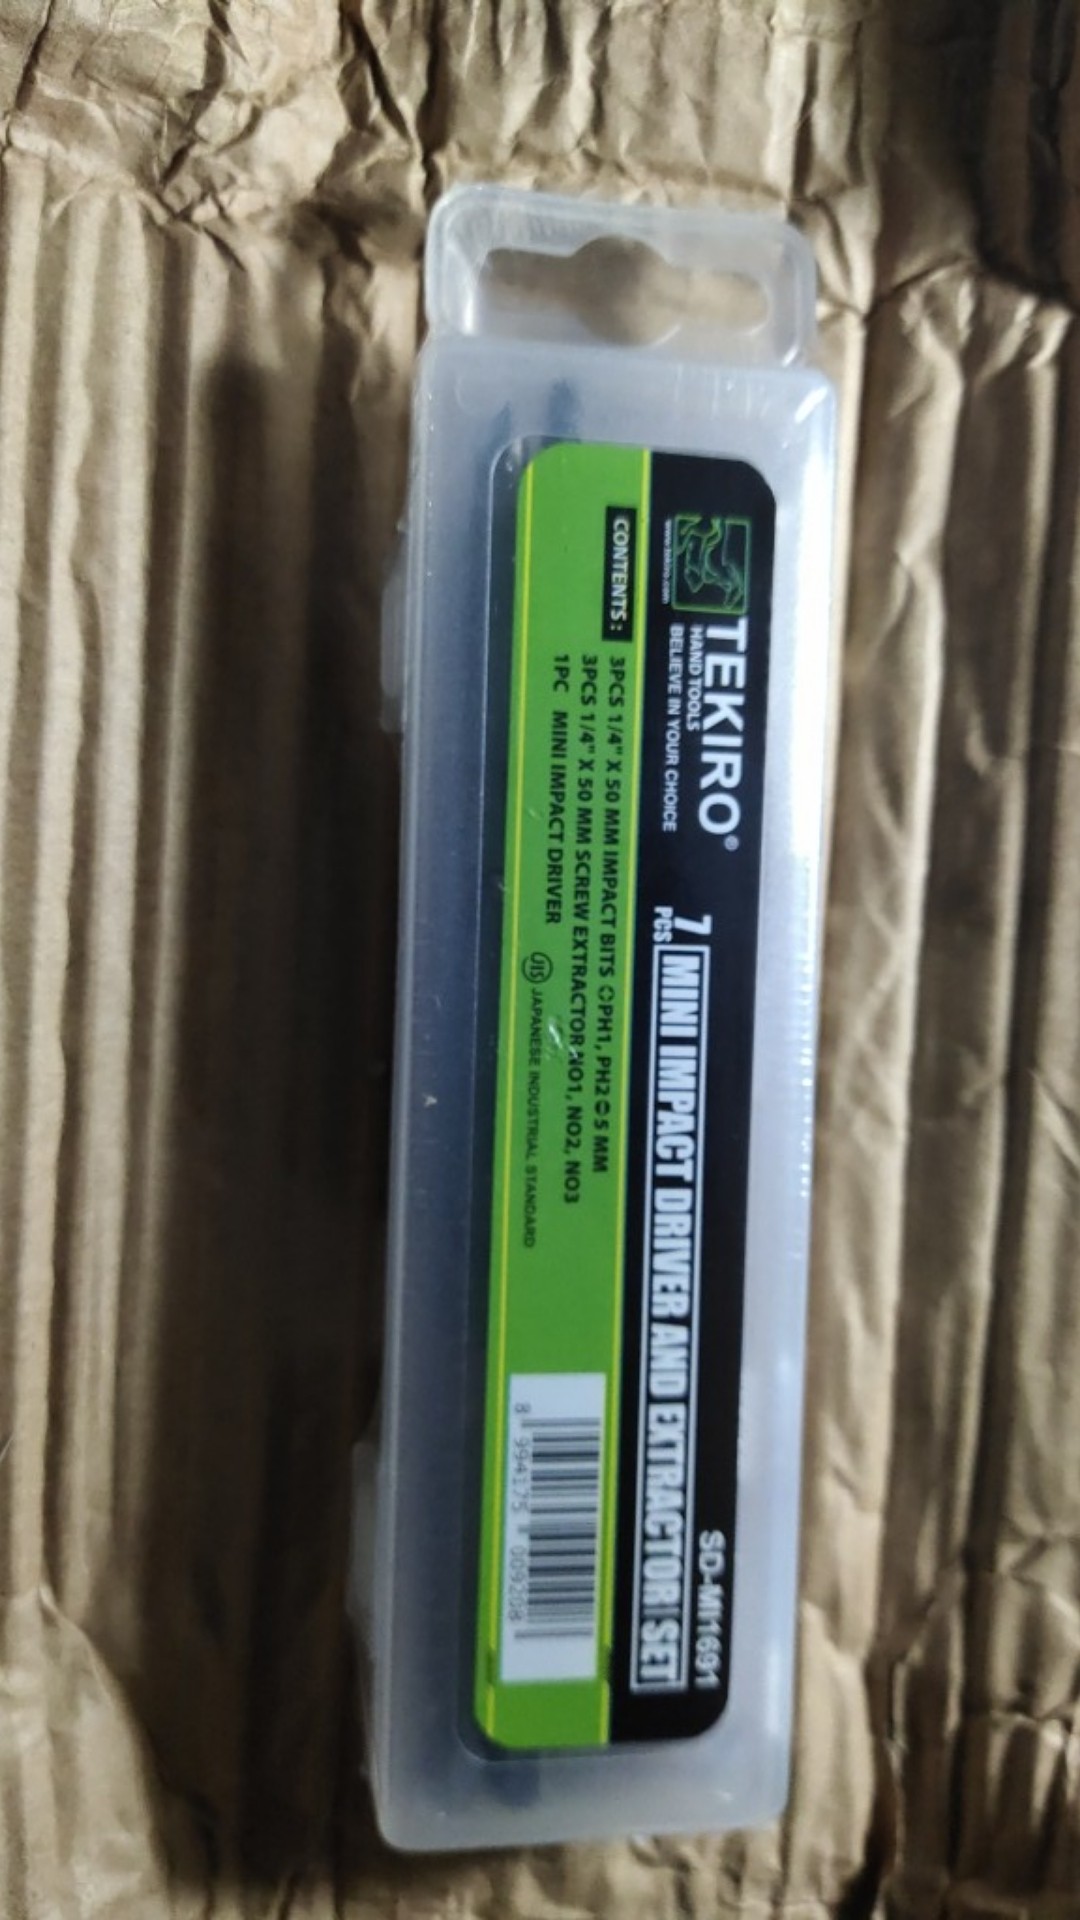 www.tekiro.com
TEKIRO®
HAND TOOLS
BELIEVE IN YOUR CHOICE
SD-MI1691
7 PCS MINI IMPACT DRIVER AND EXTRACTOR SET
CONTENTS :
3PCS 1/4" X 50 MM IMPACT BITS PH1, PH2 5 MM
3PCS 1/4" X 50 MM SCREW EXTRACTOR NO1, NO2, NO3
1PC MINI IMPACT DRIVER
JIS JAPANESE INDUSTRIAL STANDARD
8 994175 009208